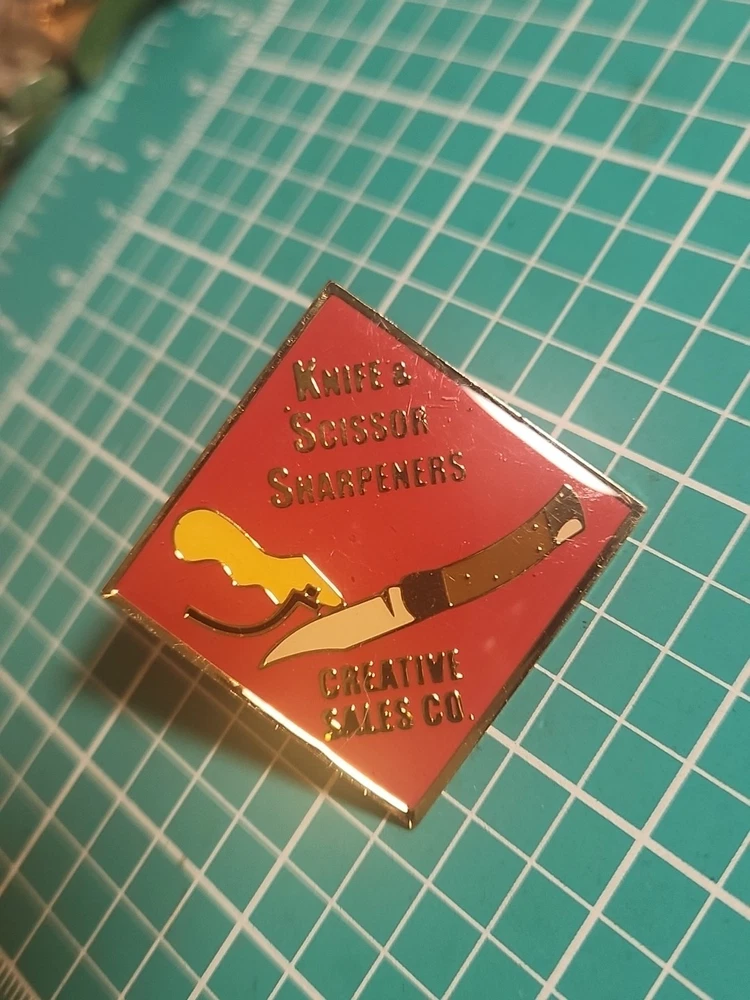 KNIFE &
SCISSOR
SHARPENERS
CREATIVE
SALES CO.